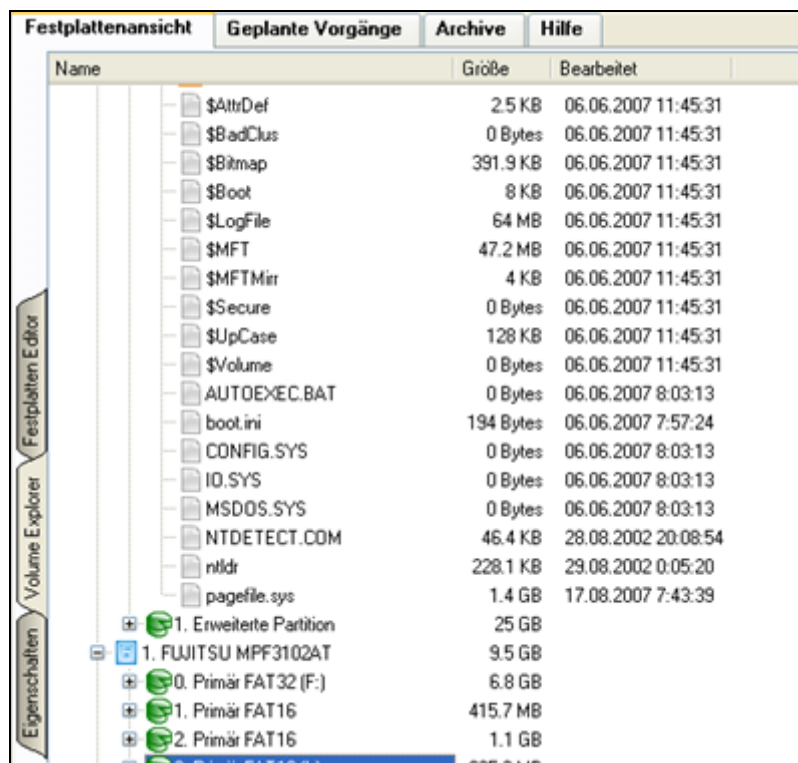 Festplattenansicht Geplante Vorgänge Archive Hilfe
Name Größe Bearbeitet
$AttrDef 2.5 KB 06.06.2007 11:45:31
$BadClus 0 Bytes 06.06.2007 11:45:31
$Bitmap 391.9 KB 06.06.2007 11:45:31
$Boot 8 KB 06.06.2007 11:45:31
$LogFile 64 MB 06.06.2007 11:45:31
$MFT 47.2 MB 06.06.2007 11:45:31
$MFTMirr 4 KB 06.06.2007 11:45:31
$Secure 0 Bytes 06.06.2007 11:45:31
$UpCase 128 KB 06.06.2007 11:45:31
$Volume 0 Bytes 06.06.2007 11:45:31
AUTOEXEC.BAT 0 Bytes 06.06.2007 8:03:13
boot.ini 194 Bytes 06.06.2007 7:57:24
CONFIG.SYS 0 Bytes 06.06.2007 8:03:13
IO.SYS 0 Bytes 06.06.2007 8:03:13
MSDOS.SYS 0 Bytes 06.06.2007 8:03:13
NTDETECT.COM 46.4 KB 28.08.2002 20:08:54
ntldr 228.1 KB 29.08.2002 0:05:20
pagefile.sys 1.4 GB 17.08.2007 7:43:39
1. Erweiterte Partition 25 GB
1. FUJITSU MPF3102AT 9.5 GB
0. Primär FAT32 (F:) 6.8 GB
1. Primär FAT16 415.7 MB
2. Primär FAT16 1.1 GB
Festplatten Editor
Volume Explorer
Eigenschaften